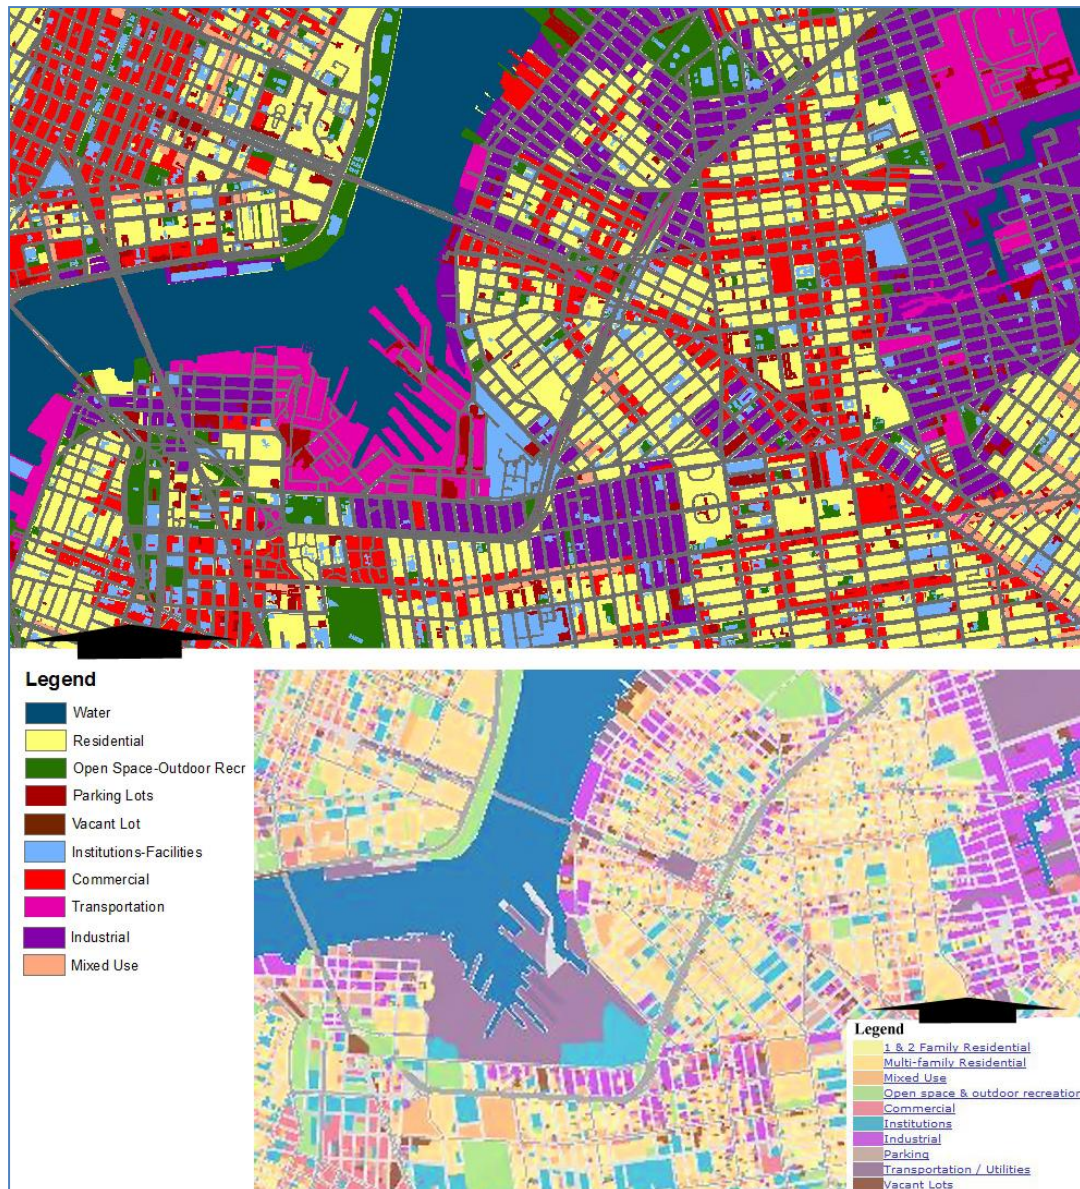 Legend
Water
Residential
Open Space-Outdoor Recr
Parking Lots
Vacant Lot
Institutions-Facilities
Commercial
Transportation
Industrial
Mixed Use
Legend
1 & 2 Family Residential
Multi-family Residential
Mixed Use
Open space & outdoor recreation
Commercial
Institutions
Industrial
Parking
Transportation / Utilities
Vacant Lots